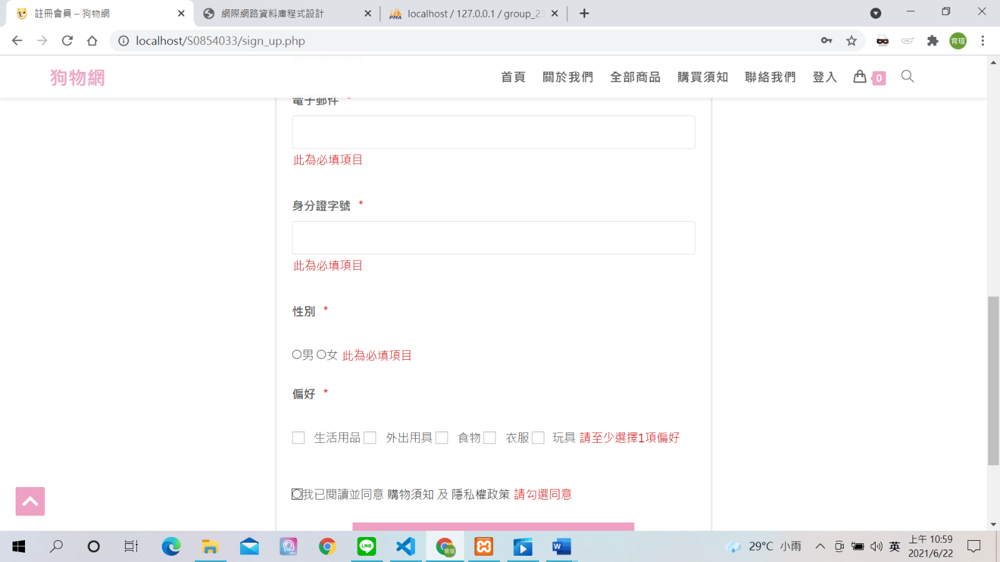 註冊會員 – 狗物網
網際網路資料庫程式設計
localhost / 127.0.0.1 / group_23
localhost/S0854033/sign_up.php
育瑄
狗物網
首頁 關於我們 全部商品 購買須知 聯絡我們 登入 0
電子郵件 *
此為必填項目
身分證字號 *
此為必填項目
性別 *
男 女 此為必填項目
偏好 *
生活用品 外出用具 食物 衣服 玩具 請至少選擇1項偏好
我已閱讀並同意 購物須知 及 隱私權政策 請勾選同意
29°C 小雨
英
上午 10:59
2021/6/22